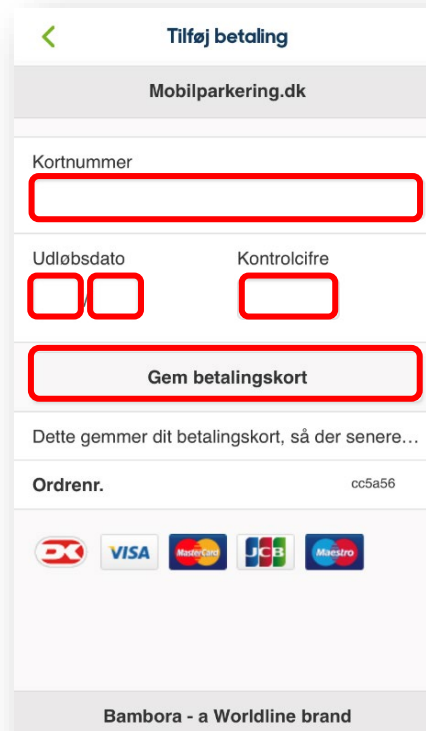 Tilføj betaling
Mobilparkering.dk
Kortnummer
Udløbsdato Kontrolcifre
/
Gem betalingskort
Dette gemmer dit betalingskort, så der senere…
Ordrenr. cc5a56
VISA MasterCard JCB Maestro
Bambora - a Worldline brand